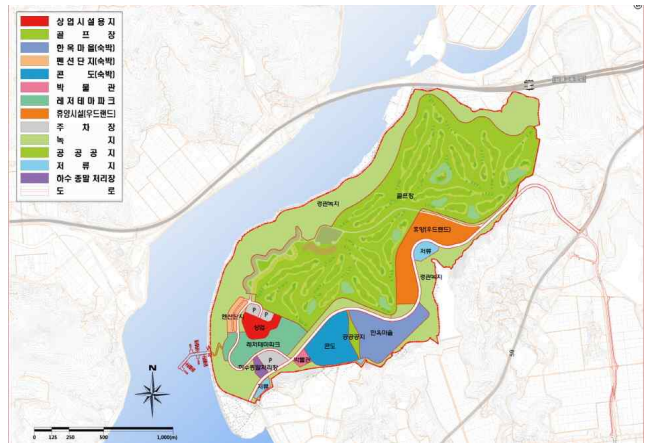 상업시설용지
골프장
한옥마을(숙박)
펜션단지(숙박)
콘도(숙박)
박물관
레저테마파크
휴양시설(우드랜드)
주차장
녹지
공공공지
저류지
하수종말처리장
도로
경관녹지
골프장
휴양(우드랜드)
저류
경관녹지
펜션단지
P
P
상업
레저테마파크
콘도
공공공지
한옥마을
P
박물관
하수종말처리장
저류
N
0 125 250 500 1,000(m)